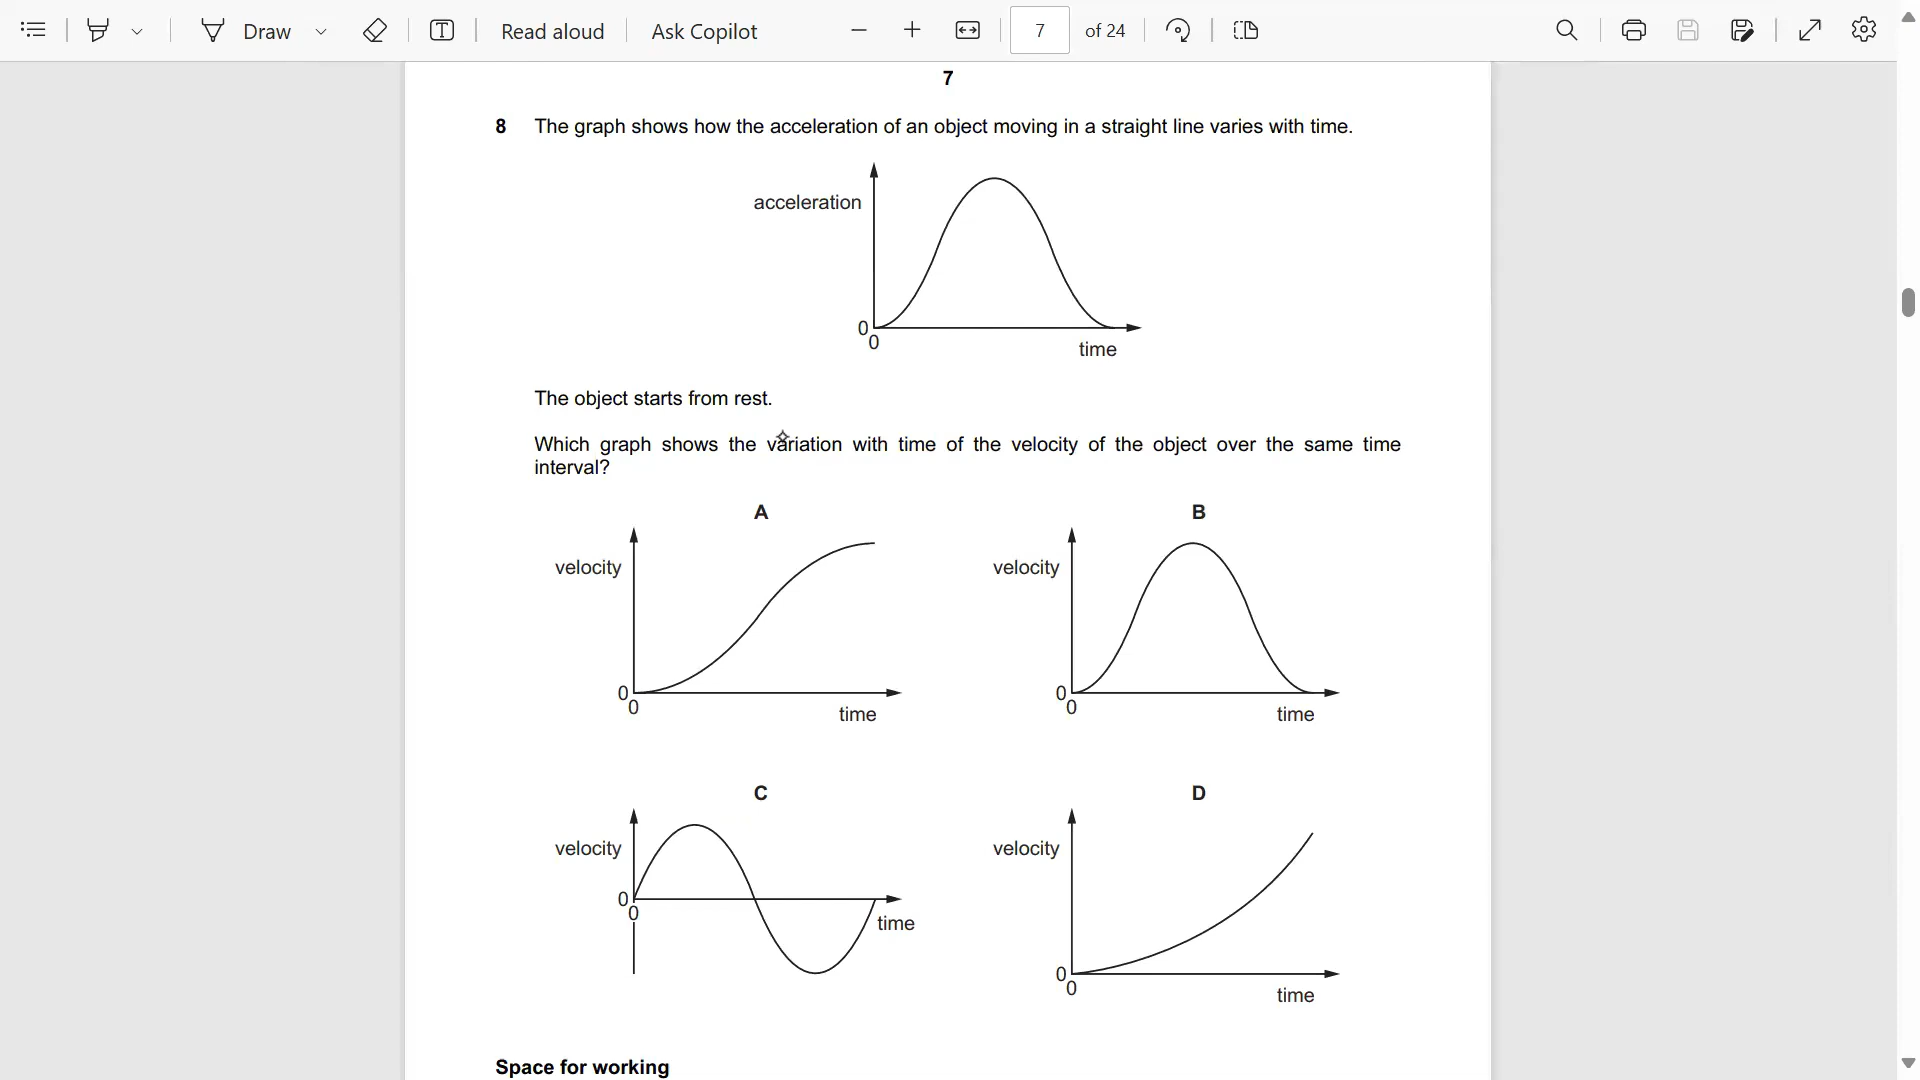 Draw
Read aloud
Ask Copilot
7
of 24
7
8 The graph shows how the acceleration of an object moving in a straight line varies with time.
acceleration
0
0
time
The object starts from rest.
Which graph shows the variation with time of the velocity of the object over the same time
interval?
A
velocity
0
0
time
B
velocity
0
0
time
C
velocity
0
0
time
D
velocity
0
0
time
Space for working